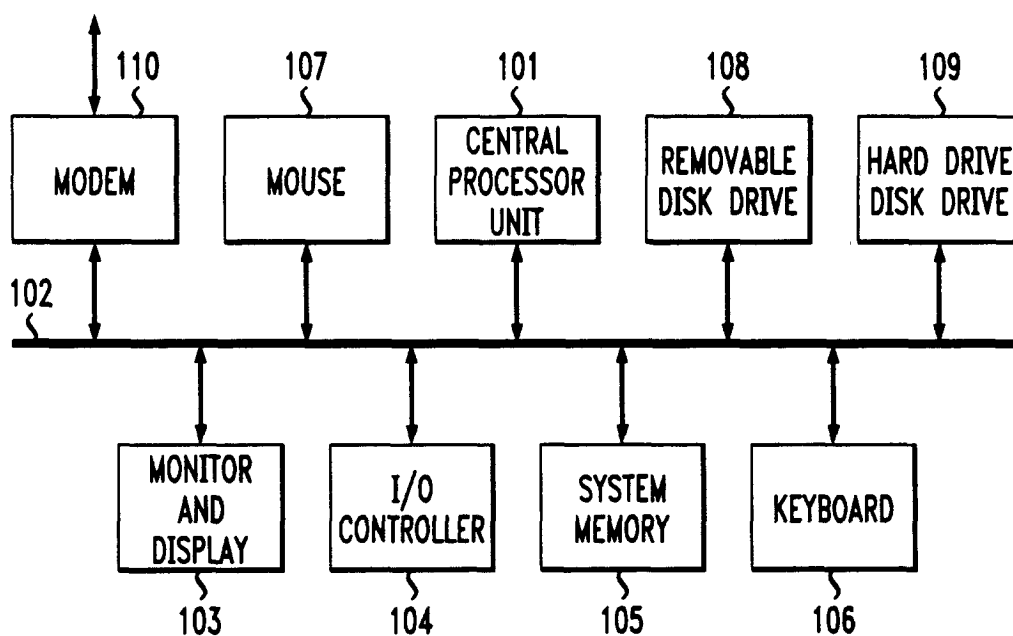 110
107
101
108
109
MODEM
MOUSE
CENTRAL
PROCESSOR
UNIT
REMOVABLE
DISK DRIVE
HARD DRIVE
DISK DRIVE
102
MONITOR
AND
DISPLAY
I/O
CONTROLLER
SYSTEM
MEMORY
KEYBOARD
103
104
105
106